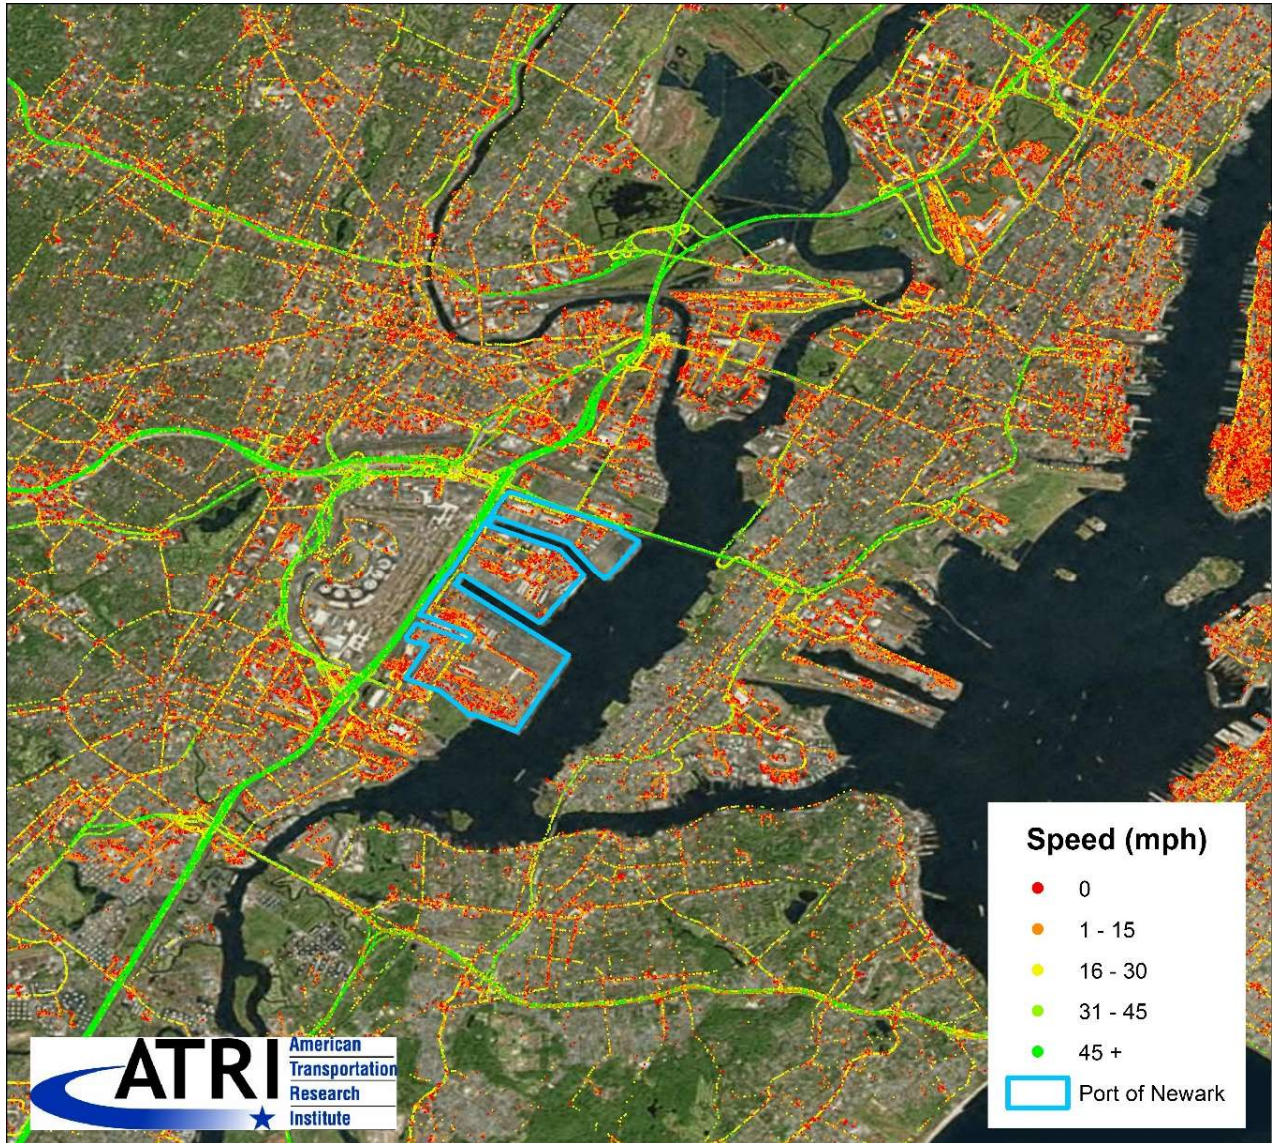 Speed (mph)
0
1 - 15
16 - 30
31 - 45
45 +
Port of Newark
ATRI
American
Transportation
Research
Institute